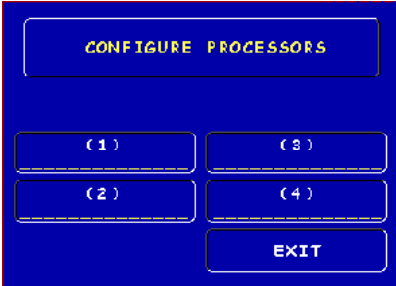 CONFIGURE PROCESSORS
(1) (3)
(2) (4)
EXIT